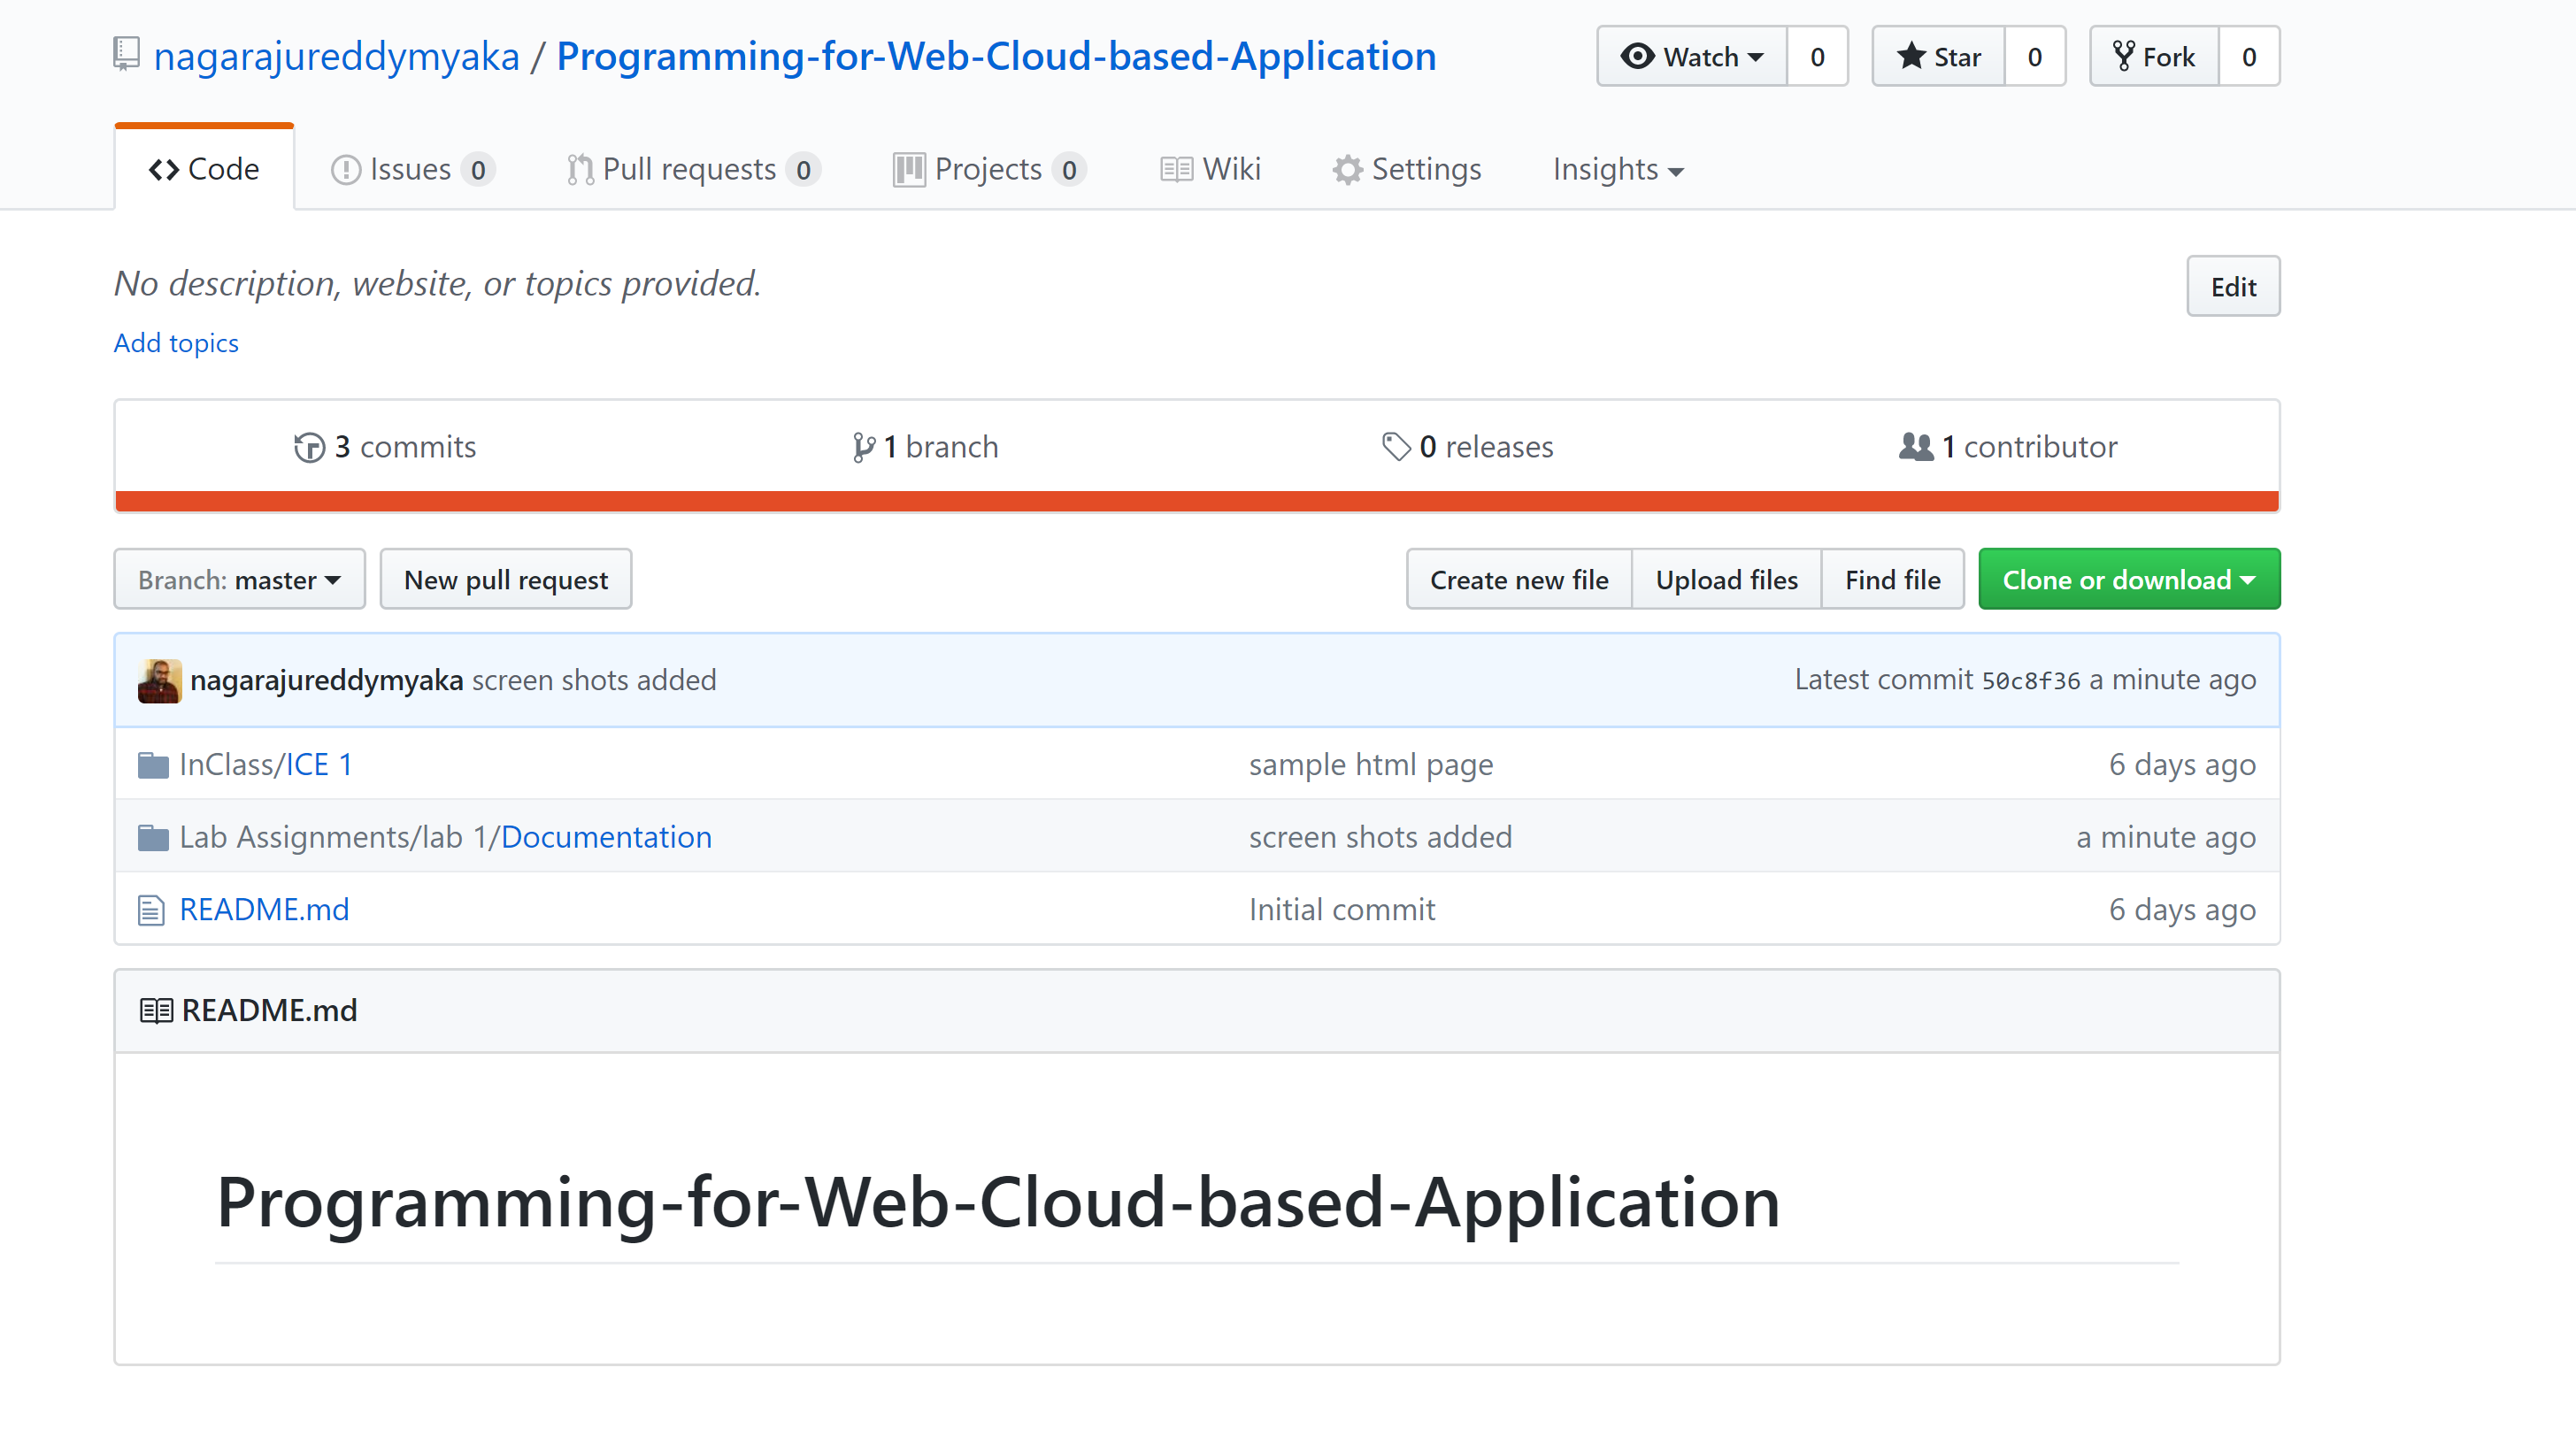 nagarajureddymyaka / Programming-for-Web-Cloud-based-Application Watch 0 Star 0 Fork 0
Code Issues 0 Pull requests 0 Projects 0 Wiki Settings Insights
No description, website, or topics provided. Edit
Add topics
3 commits 1 branch 0 releases 1 contributor
Branch: master New pull request Create new file Upload files Find file Clone or download
nagarajureddymyaka screen shots added Latest commit 50c8f36 a minute ago
InClass/ICE 1 sample html page 6 days ago
Lab Assignments/lab 1/Documentation screen shots added a minute ago
README.md Initial commit 6 days ago
README.md
Programming-for-Web-Cloud-based-Application